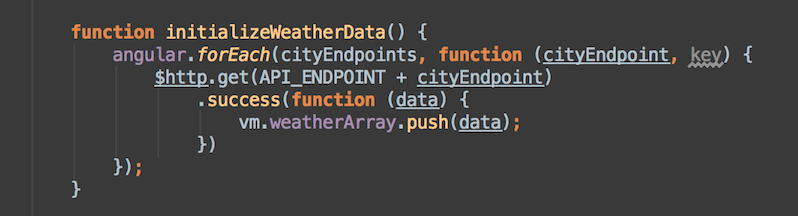 function initializeWeatherData() {
    angular.forEach(cityEndpoints, function (cityEndpoint, key) {
        $http.get(API_ENDPOINT + cityEndpoint)
            .success(function (data) {
                vm.weatherArray.push(data);
            })
    });
}